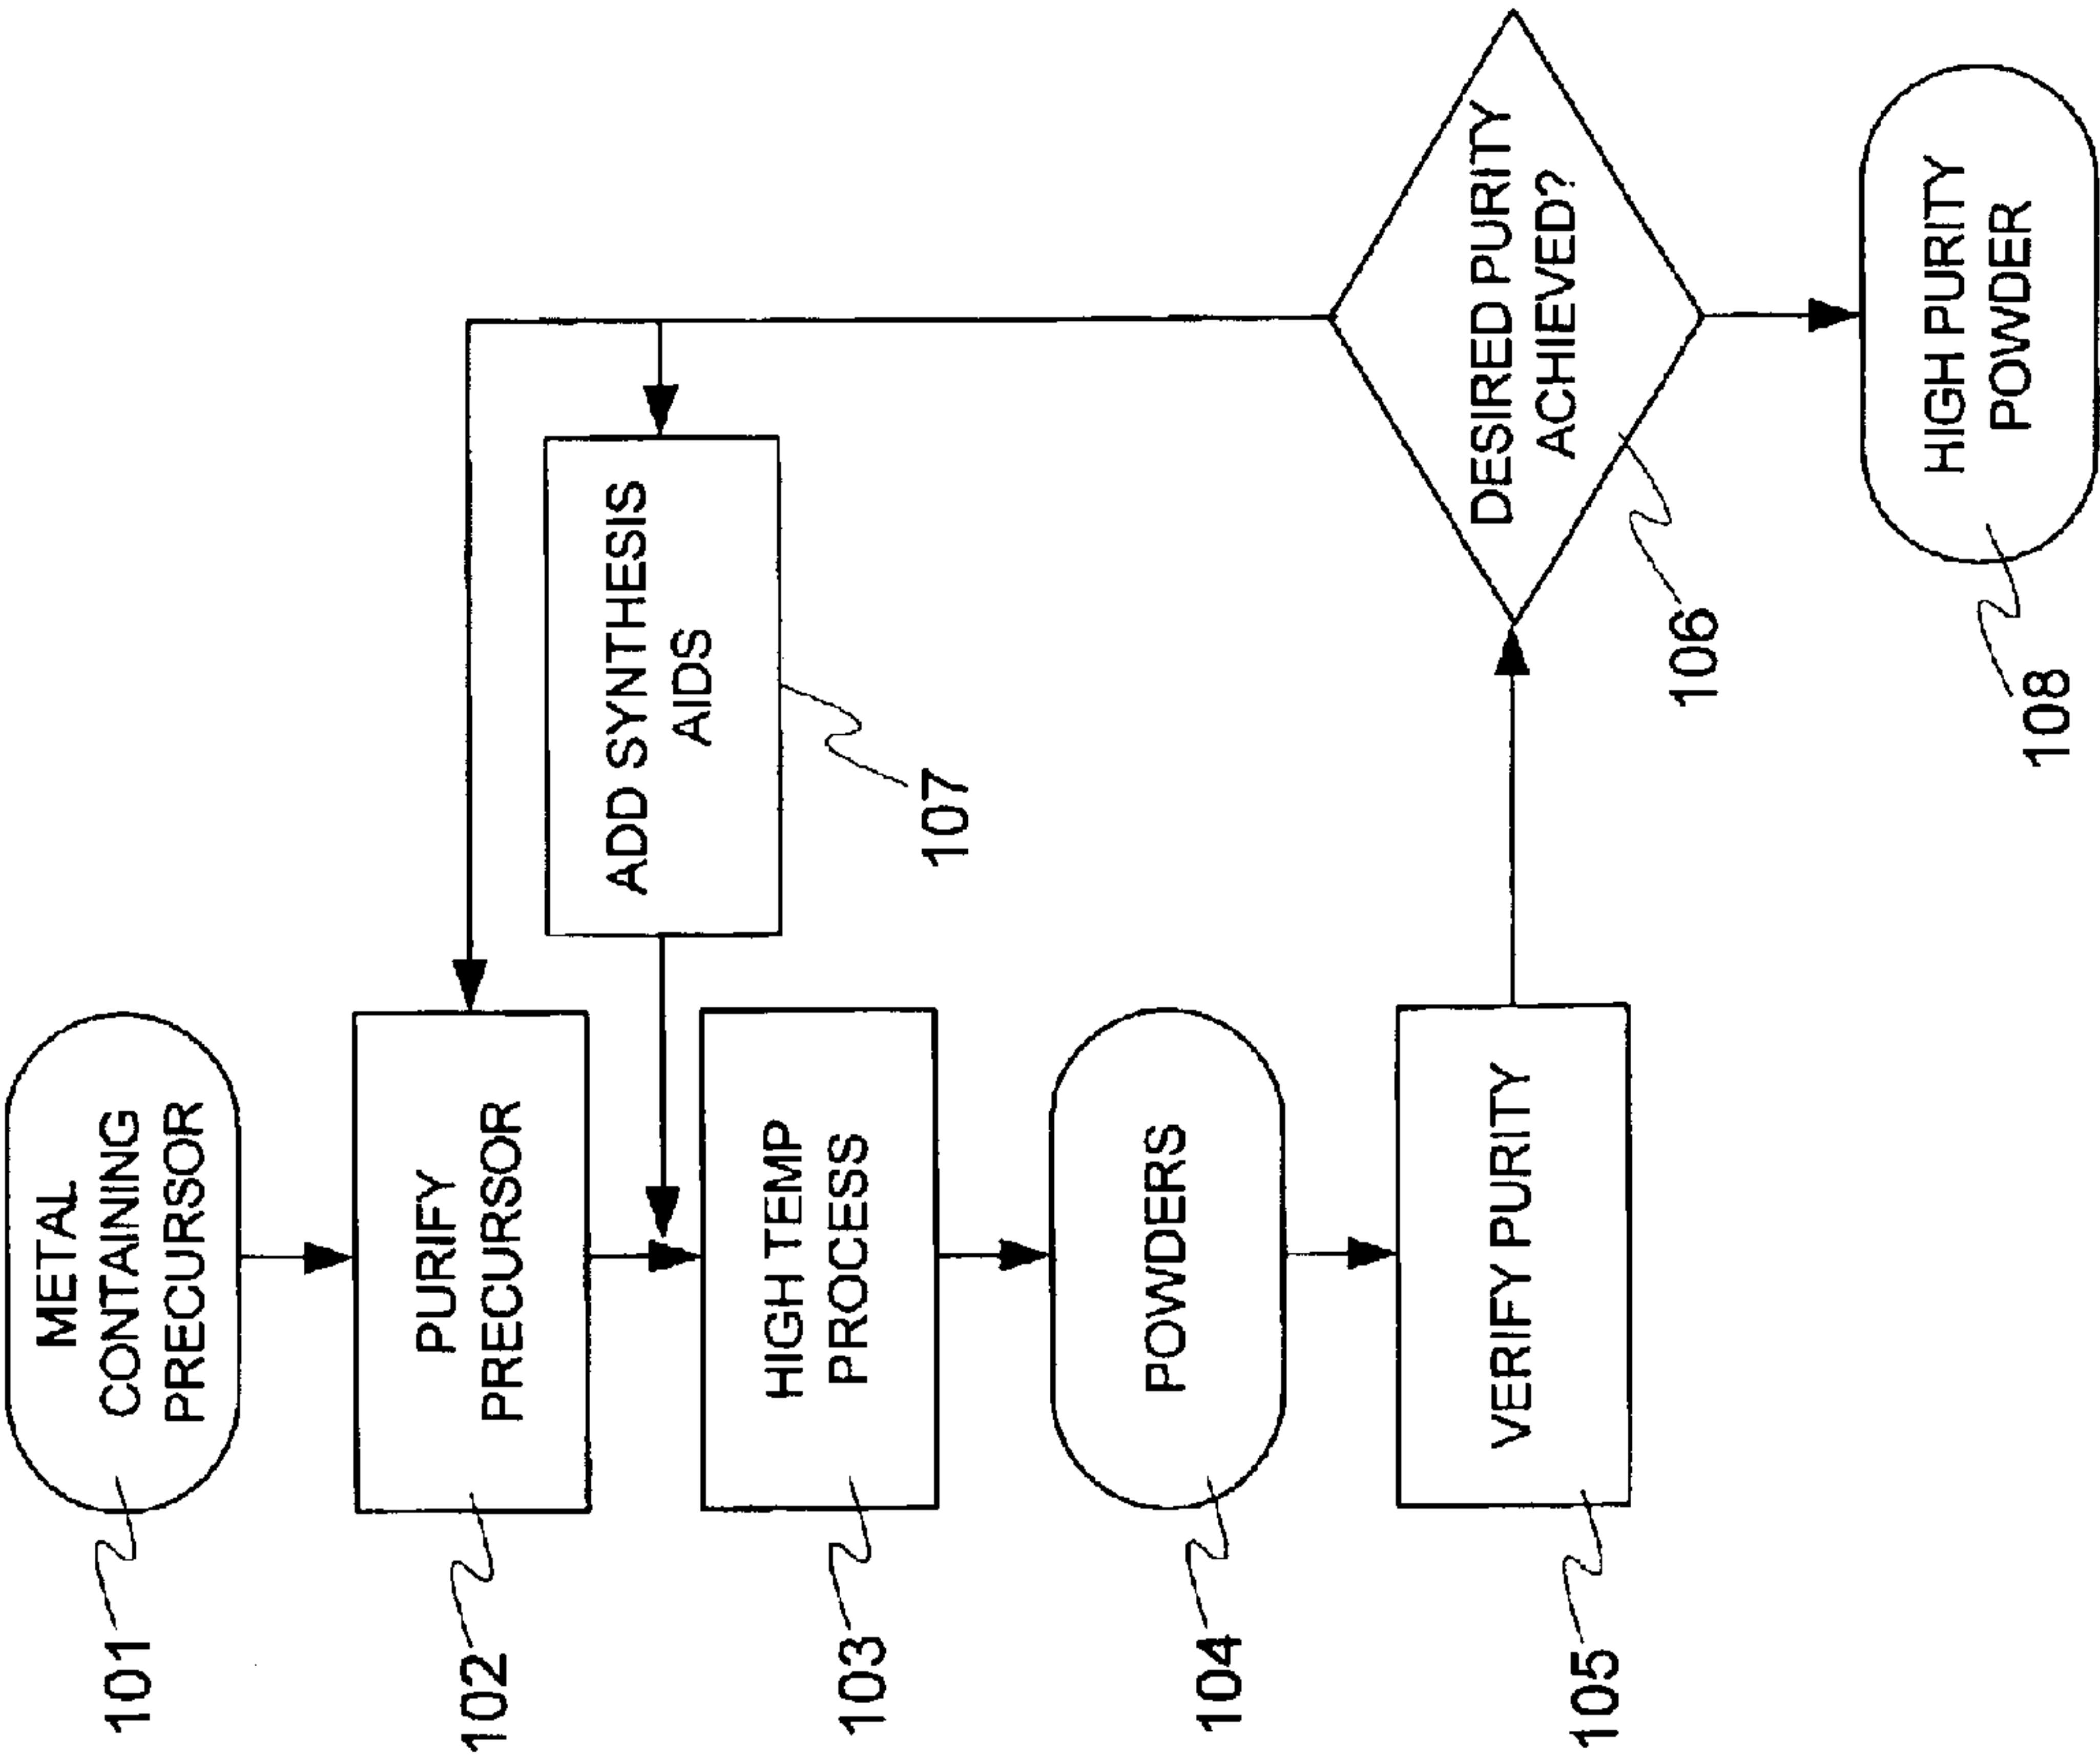 101
METAL
CONTAINING
PRECURSOR
102
PURIFY
PRECURSOR
103
HIGH TEMP
PROCESS
107
ADD SYNTHESIS
AIDS
104
POWDERS
105
VERIFY PURITY
106
DESIRED PURITY
ACHIEVED?
108
HIGH PURITY
POWDER